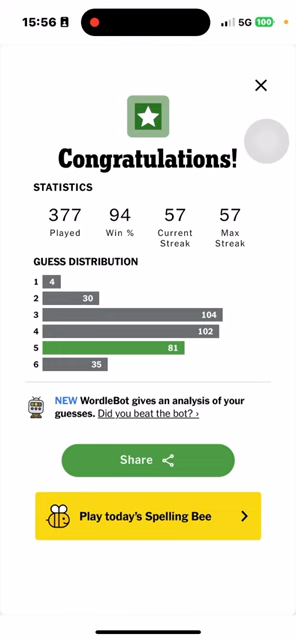 15:56 5G 100
Congratulations!
STATISTICS
377 94 57 57
Played Win % Current Max
Streak Streak
GUESS DISTRIBUTION
1 4
2 30
3 104
4 102
5 81
6 35
NEW WordleBot gives an analysis of your
guesses. Did you beat the bot? ›
Share
Play today's Spelling Bee